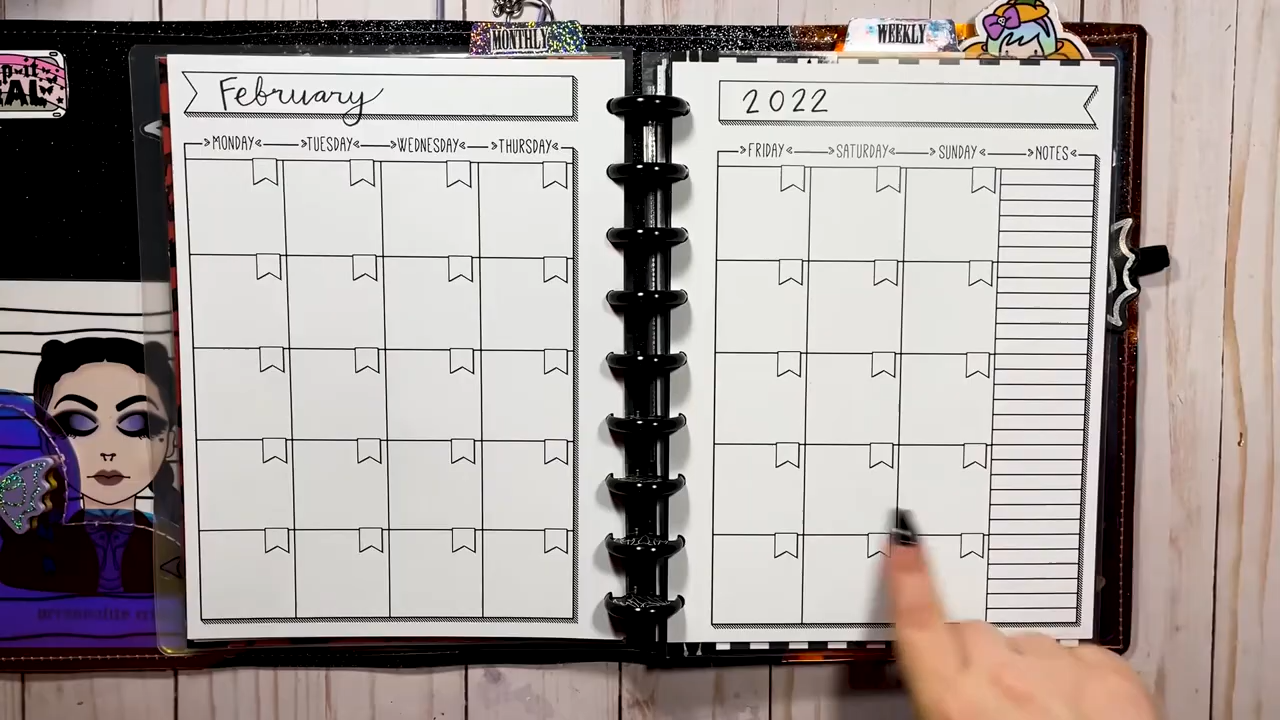 MONTHLY
WEEKLY
February
2022
»MONDAY« »TUESDAY« »WEDNESDAY« »THURSDAY«
»FRIDAY« »SATURDAY« »SUNDAY« »NOTES«